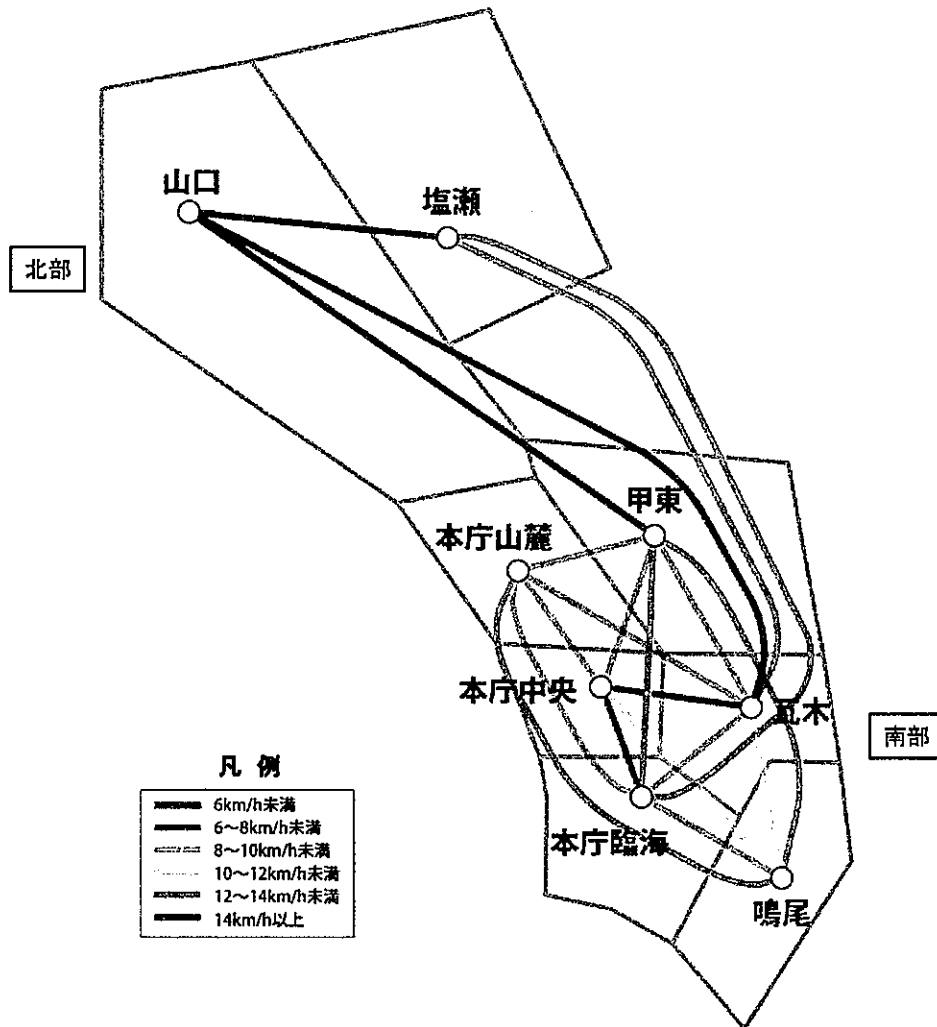 山口
塩瀬
北部
甲東
本庁山麓
本庁中央
瓦木
南部
本庁臨海
鳴尾
凡 例
6km/h未満
6～8km/h未満
8～10km/h未満
10～12km/h未満
12～14km/h未満
14km/h以上